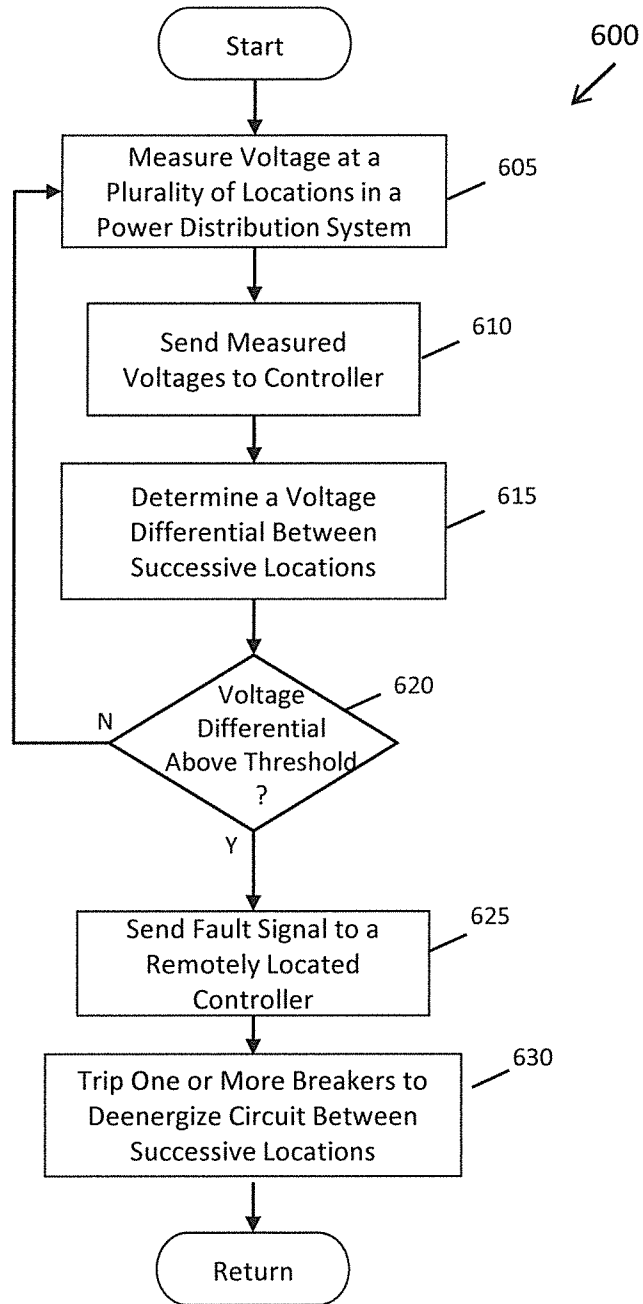 Start
600
Measure Voltage at a
Plurality of Locations in a
Power Distribution System
605
Send Measured
Voltages to Controller
610
Determine a Voltage
Differential Between
Successive Locations
615
Voltage
Differential
Above Threshold
?
620
N
Y
Send Fault Signal to a
Remotely Located
Controller
625
Trip One or More Breakers to
Deenergize Circuit Between
Successive Locations
630
Return